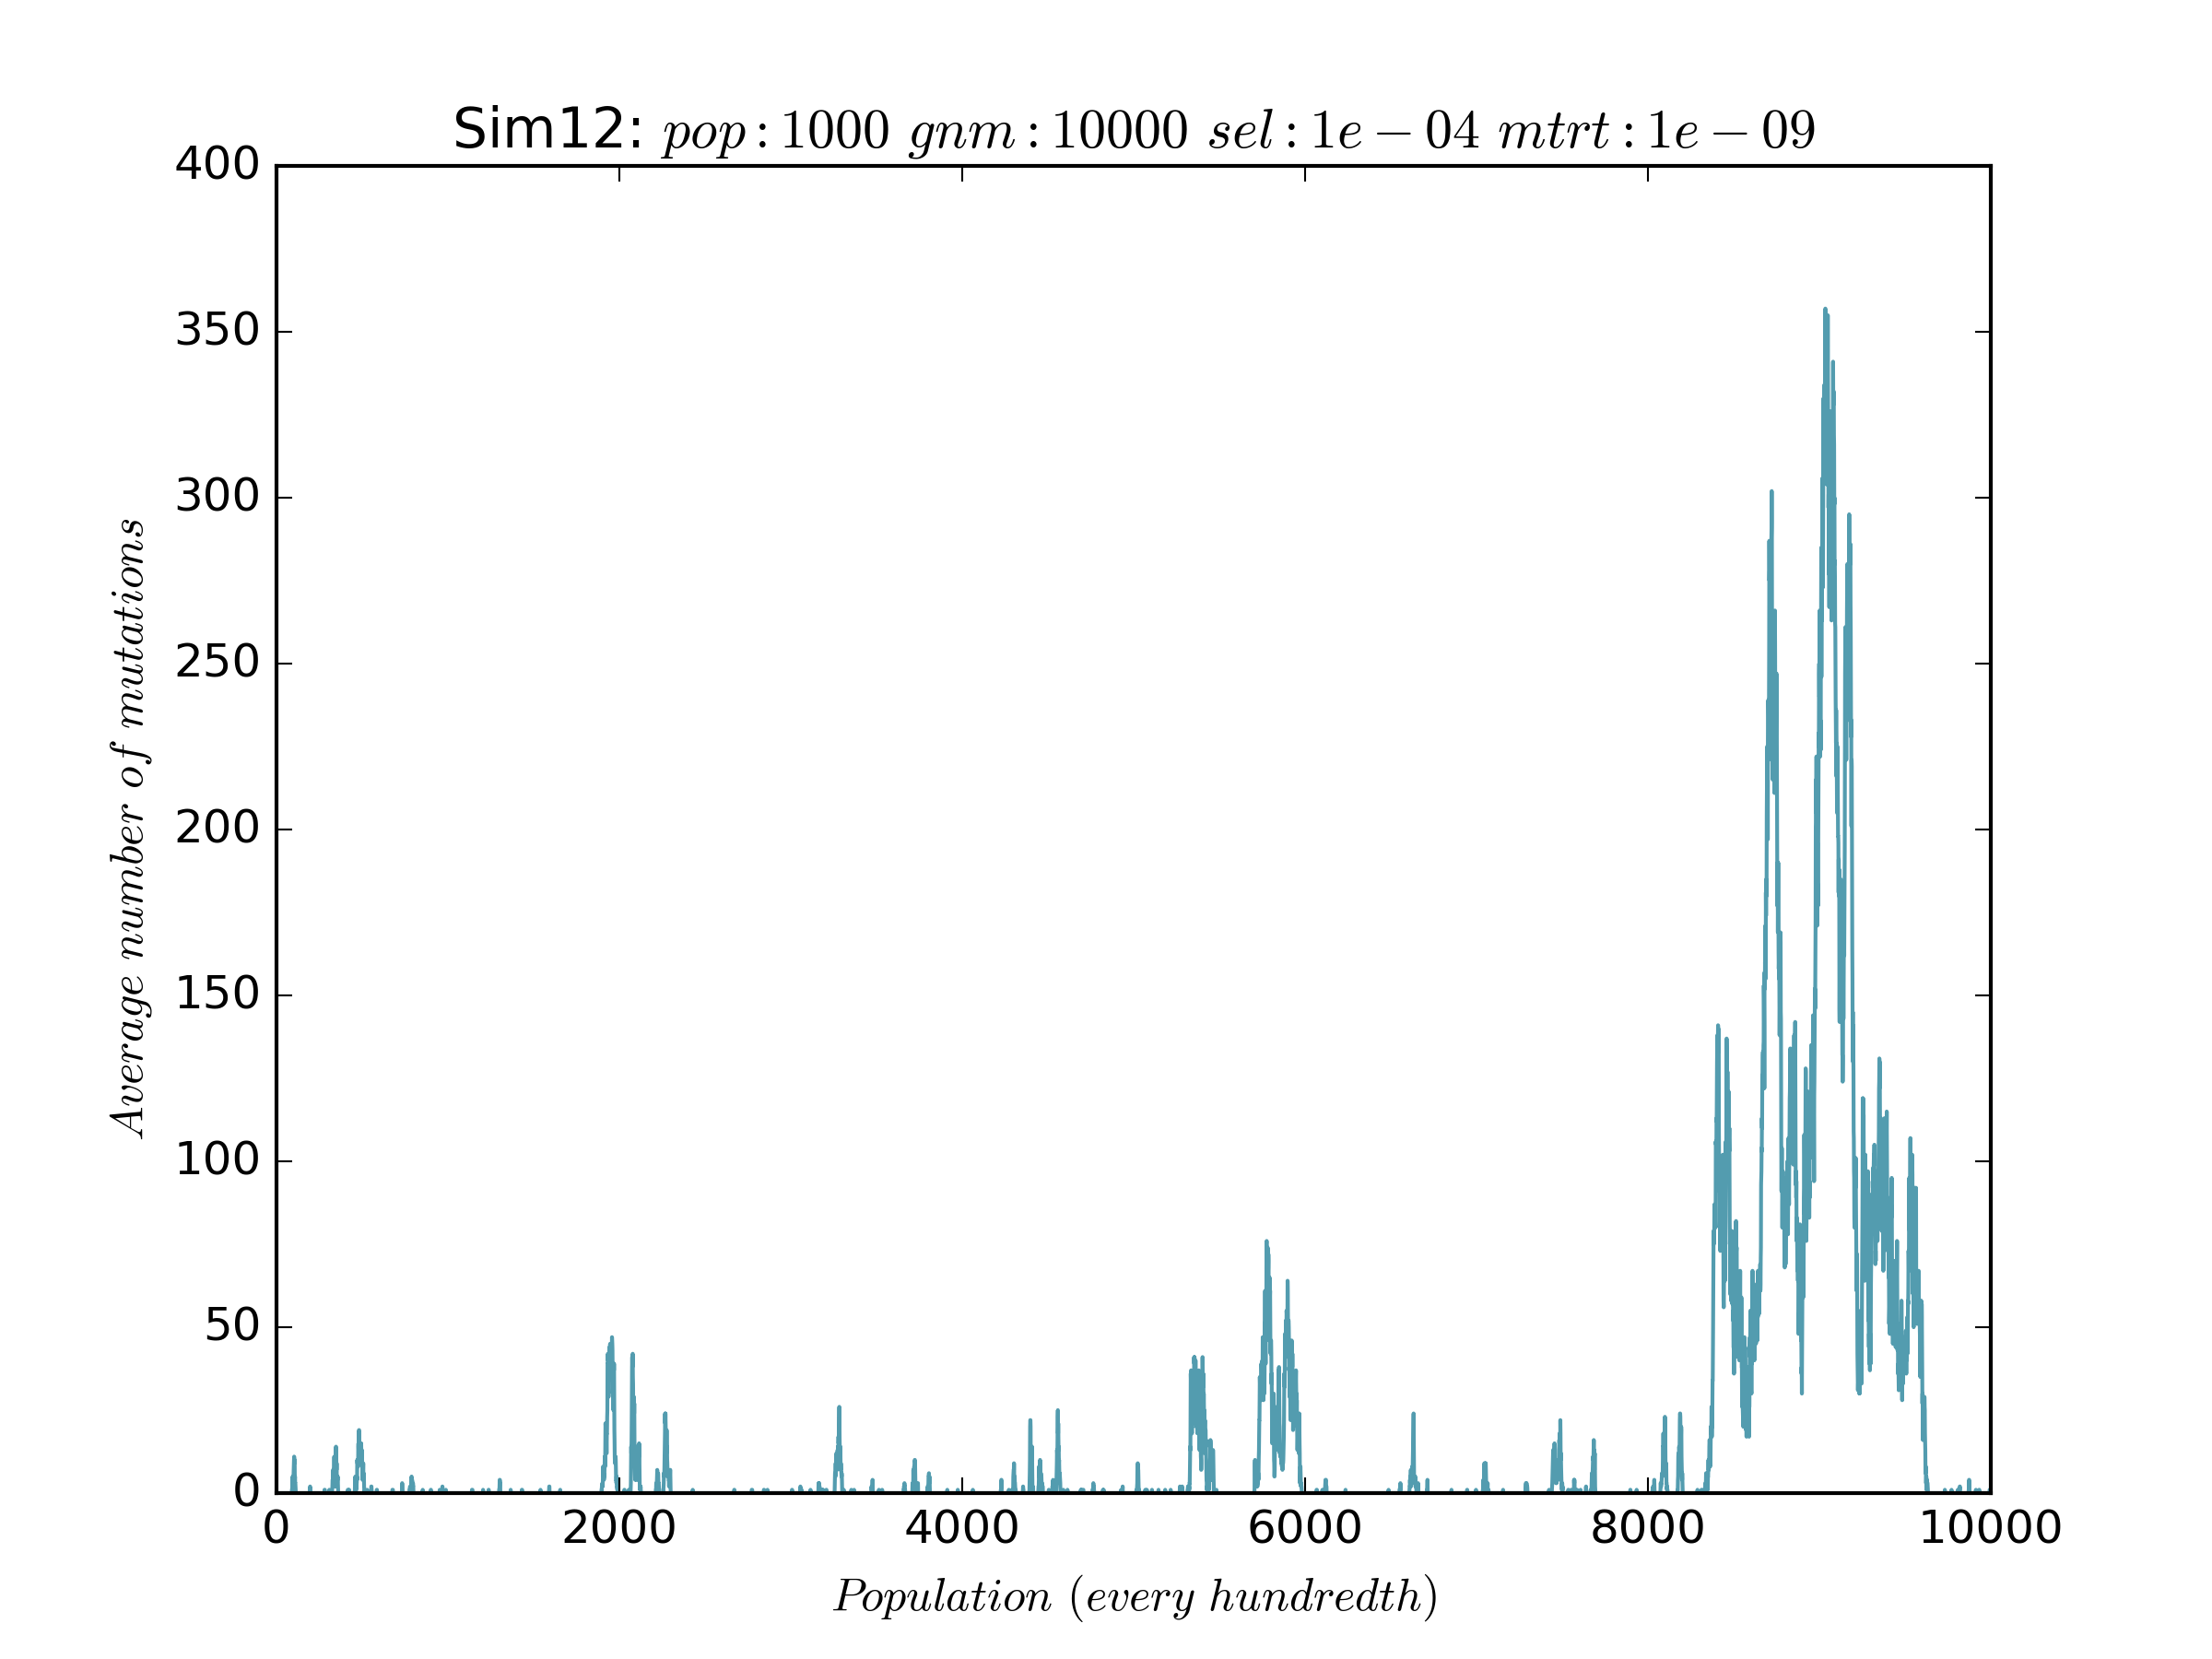 Sim12: pop : 1000 gnm : 10000 sel : 1e − 04 mtrt : 1e − 09
400
350
300
250
200
150
100
50
0
Average number of mutations
0 2000 4000 6000 8000 10000
Population (every hundredth)